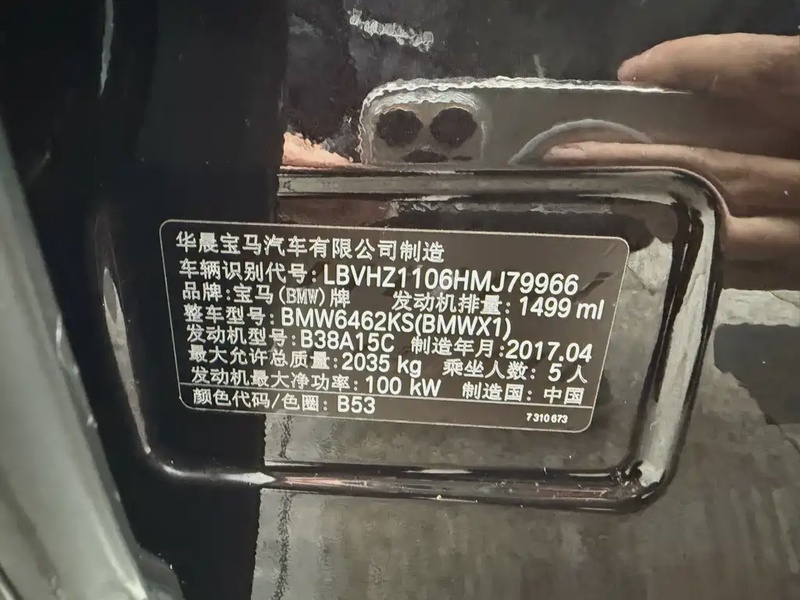 华晨宝马汽车有限公司制造
车辆识别代号: LBVHZ1106HMJ79966
品牌: 宝马(BMW)牌 发动机排量: 1499 ml
整车型号: BMW6462KS(BMWX1)
发动机型号: B38A15C 制造年月: 2017.04
最大允许总质量: 2035 kg 乘坐人数: 5 人
发动机最大净功率: 100 kW 制造国: 中国
颜色代码/色圈: B53
7310673